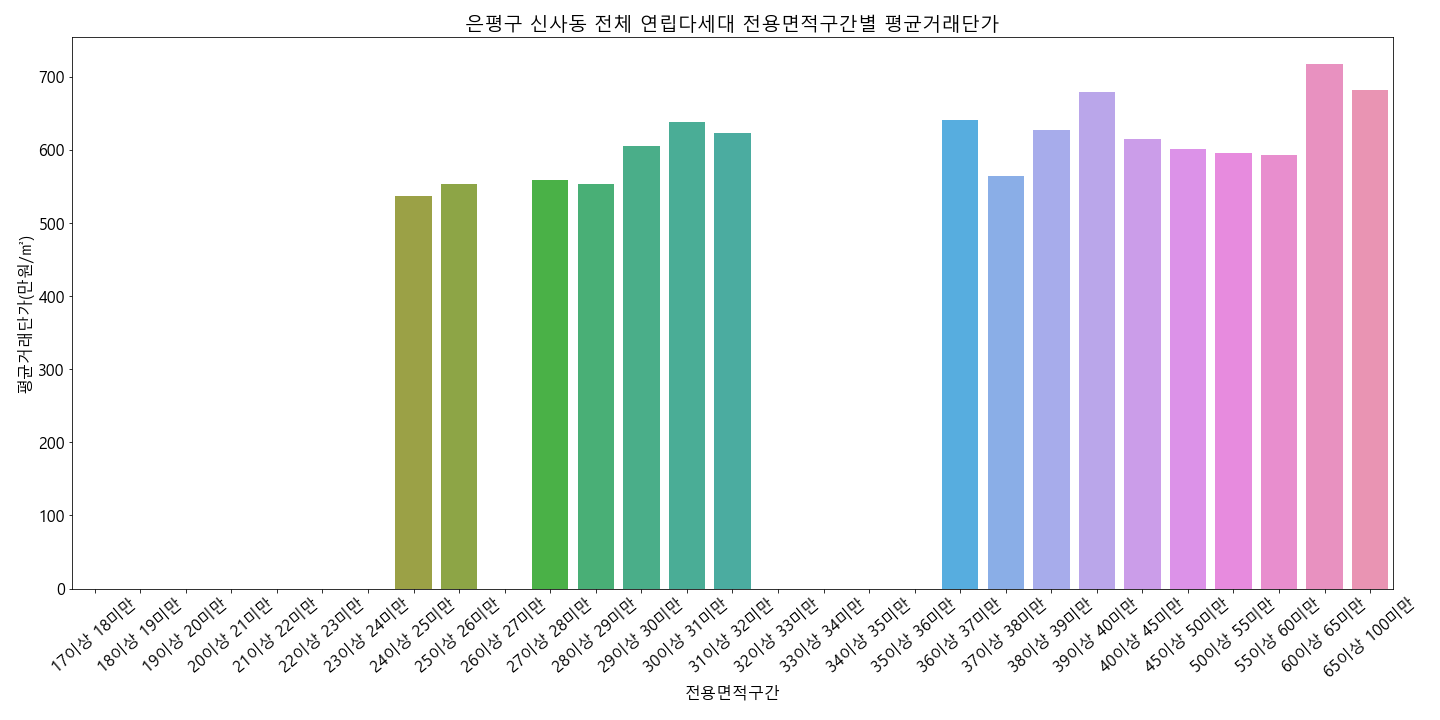 은평구 신사동 전체 연립다세대 전용면적구간별 평균거래단가
평균거래단가(만원/㎡)
700
600
500
400
300
200
100
0
17이상 18미만
18이상 19미만
19이상 20미만
20이상 21미만
21이상 22미만
22이상 23미만
23이상 24미만
24이상 25미만
25이상 26미만
26이상 27미만
27이상 28미만
28이상 29미만
29이상 30미만
30이상 31미만
31이상 32미만
32이상 33미만
33이상 34미만
34이상 35미만
35이상 36미만
36이상 37미만
37이상 38미만
38이상 39미만
39이상 40미만
40이상 45미만
45이상 50미만
50이상 55미만
55이상 60미만
60이상 65미만
65이상 100미만
전용면적구간